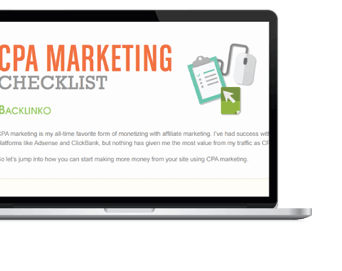 CPA MARKETING
CHECKLIST
BACKLINKO
CPA marketing is my all-time favorite form of monetizing with affiliate marketing. I've had success with
platforms like Adsense and ClickBank, but nothing has given me the most value from my traffic as CP
So let's jump into how you can start making more money from your site using CPA marketing.